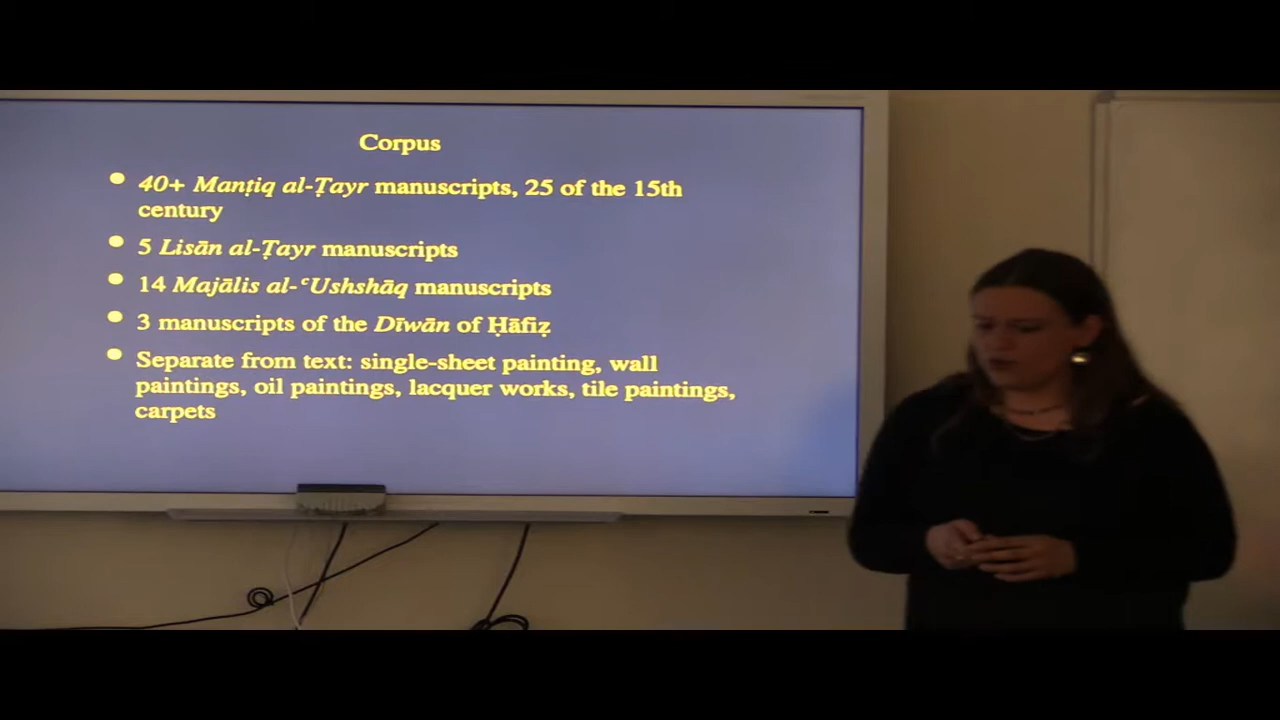 Corpus
• 40+ Manṭiq al-Ṭayr manuscripts, 25 of the 15th
century
• 5 Lisān al-Ṭayr manuscripts
• 14 Majālis al-ʿUshshāq manuscripts
• 3 manuscripts of the Dīwān of Ḥāfiẓ
• Separate from text: single-sheet painting, wall
paintings, oil paintings, lacquer works, tile paintings,
carpets